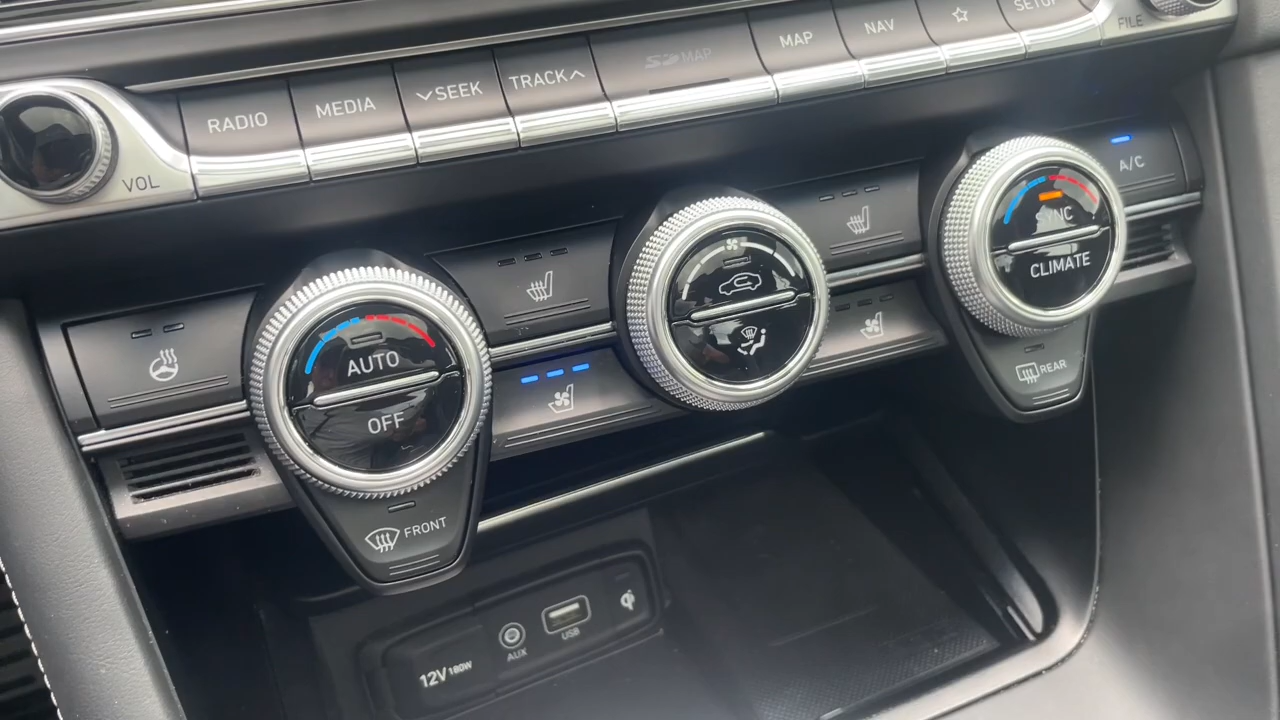 VOL
RADIO
MEDIA
SEEK
TRACK
SD MAP
MAP
NAV
SETUP
FILE
A/C
SYNC
CLIMATE
REAR
AUTO
OFF
FRONT
12V 180W
AUX
USB